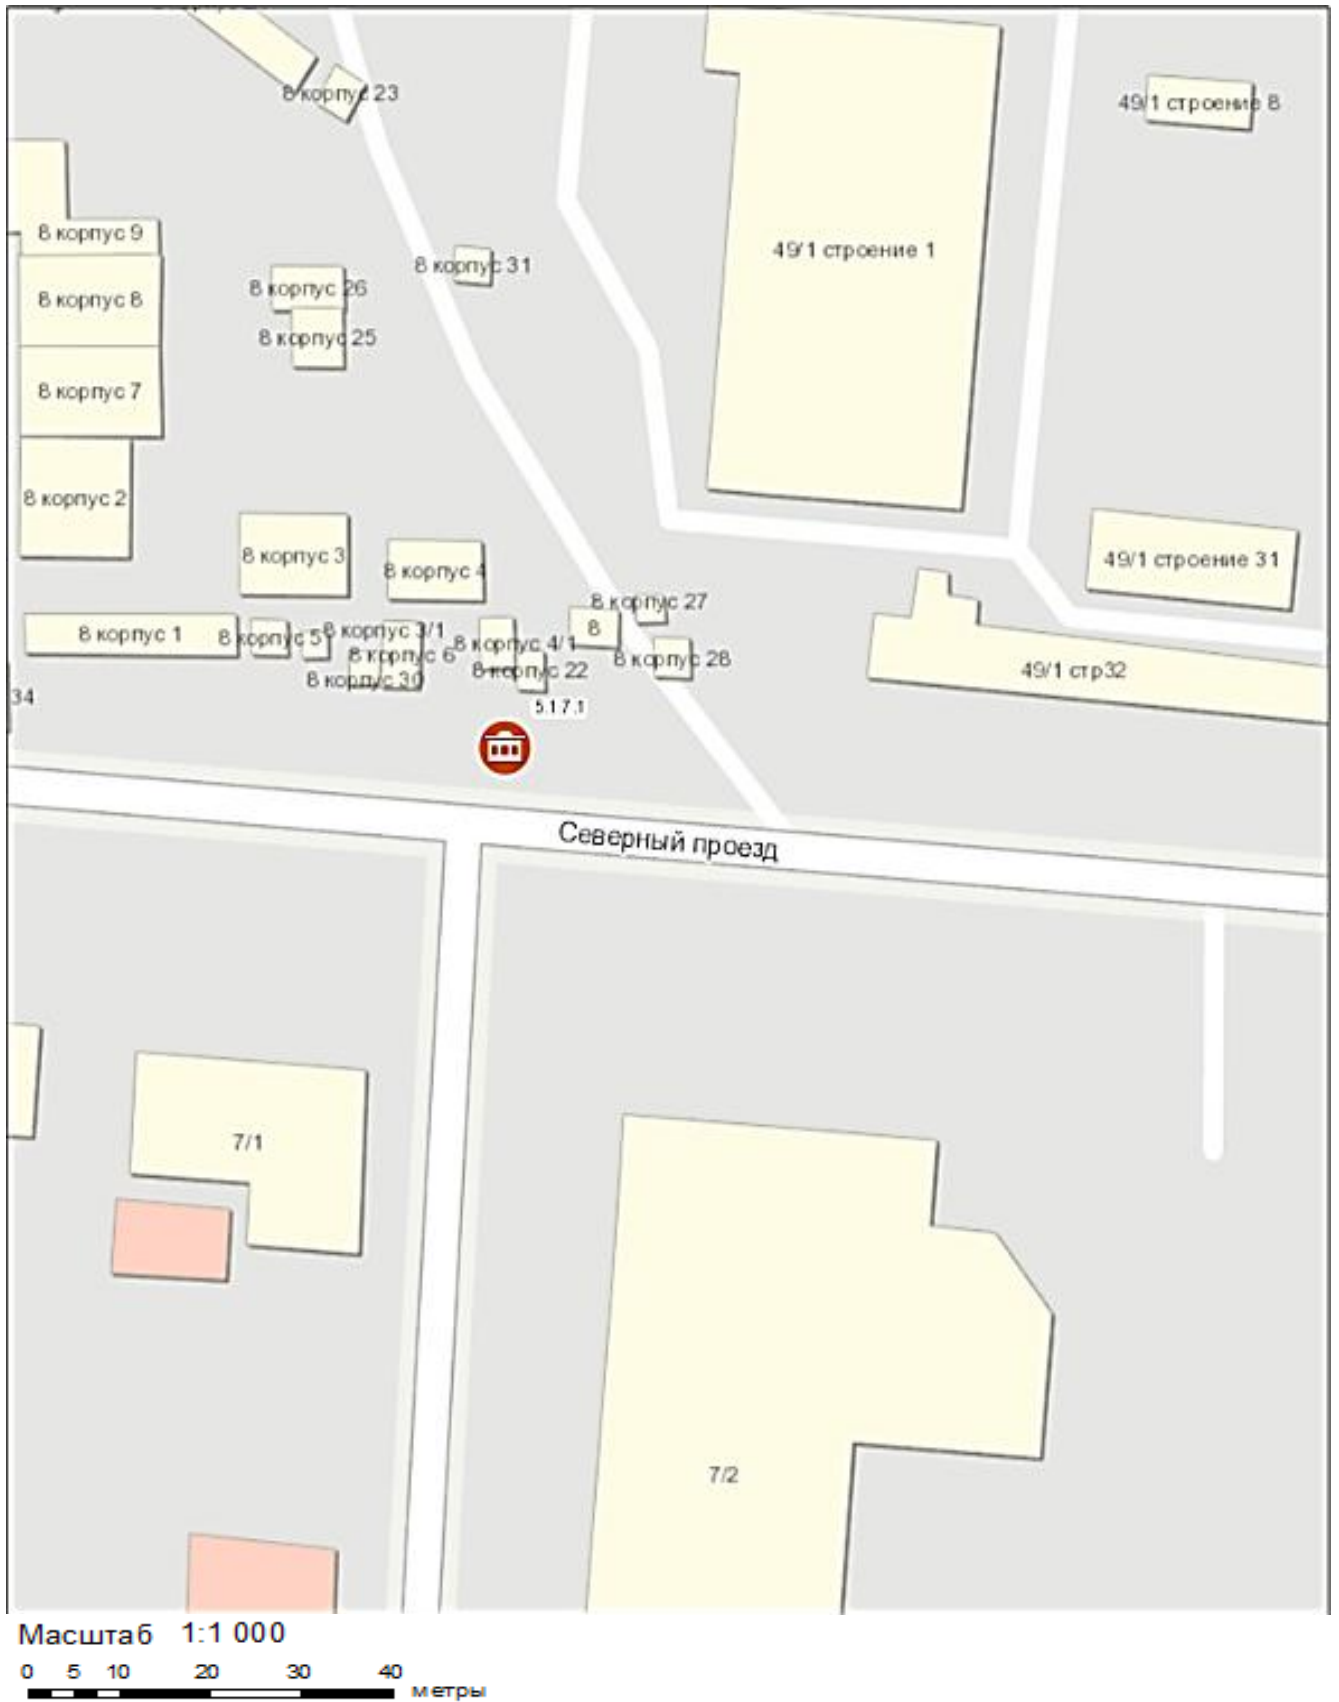 8 корпус 23
49/1 строение 8
8 корпус 9
49/1 строение 1
8 корпус 31
8 корпус 26
8 корпус 8
8 корпус 25
8 корпус 7
8 корпус 2
8 корпус 3
49/1 строение 31
8 корпус 4
8 корпус 27
8
8 корпус 1
8 корпус 5
8 корпус 3/1
8 корпус 4/1
8 корпус 6
8 корпус 28
8 корпус 22
49/1 стр32
8 корпус 30
34
5.1.7.1
Северный проезд
7/1
7/2
Масштаб 1:1 000
0 5 10 20 30 40
метры